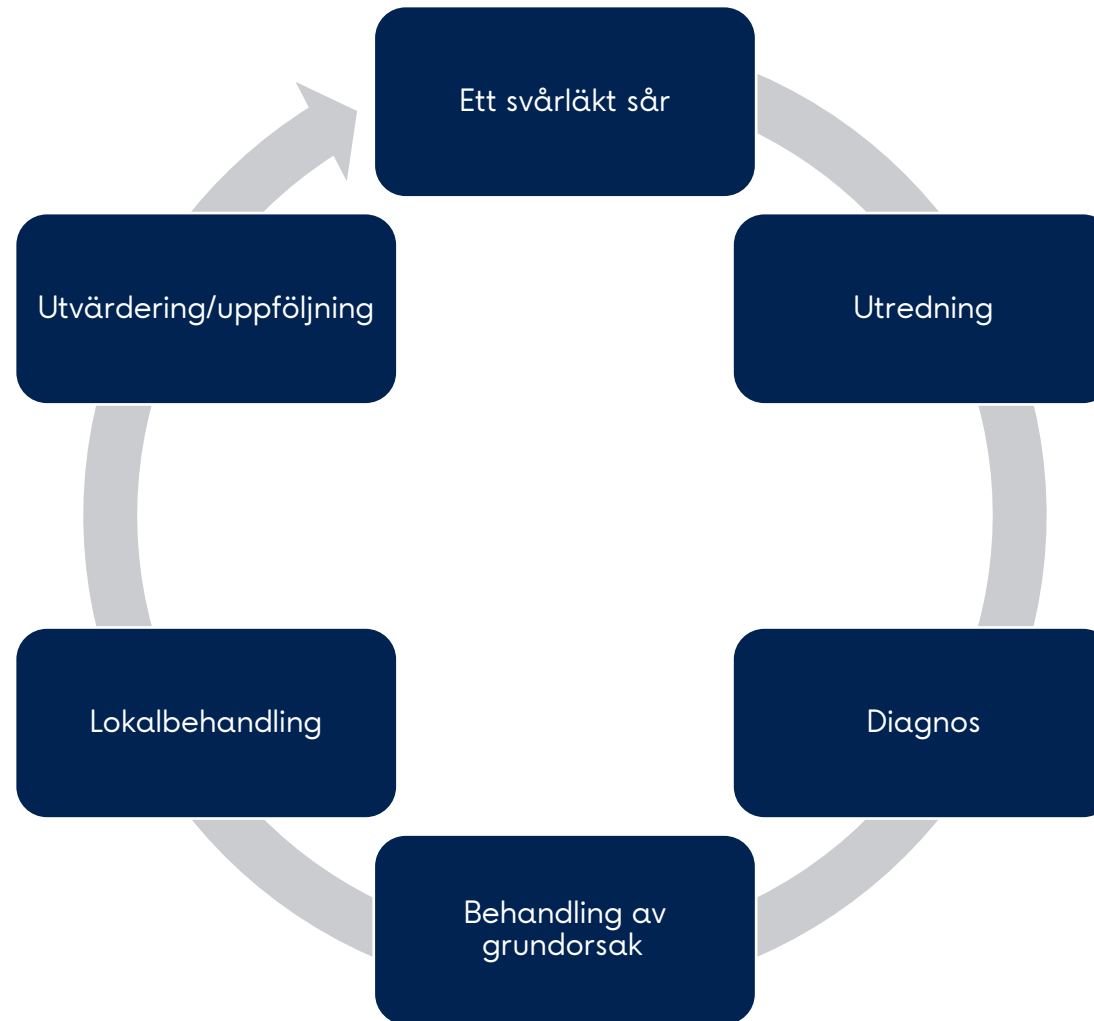 Ett svårläkt sår
Utredning
Diagnos
Behandling av
grundorsak
Lokalbehandling
Utvärdering/uppföljning